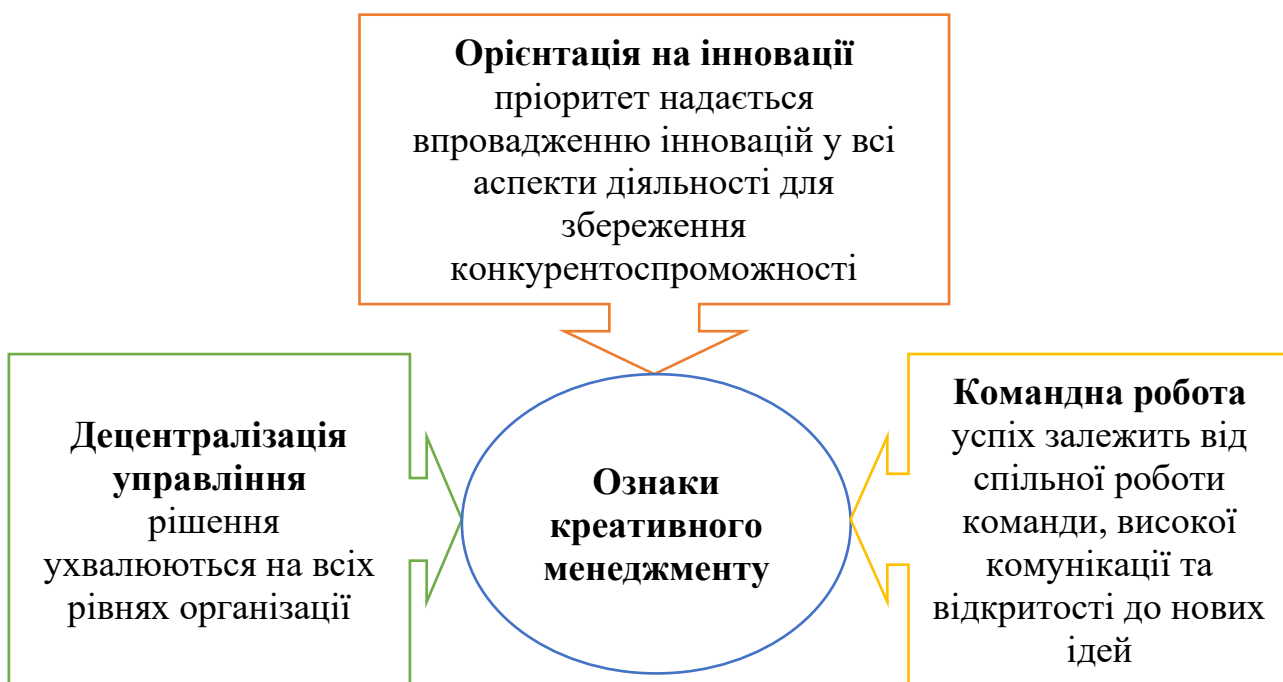 Орієнтація на інновації
пріоритет надається
впровадженню інновацій у всі
аспекти діяльності для
збереження
конкурентоспроможності
Децентралізація
управління
рішення
ухвалюються на всіх
рівнях організації
Ознаки
креативного
менеджменту
Командна робота
успіх залежить від
спільної роботи
команди, високої
комунікації та
відкритості до нових
ідей